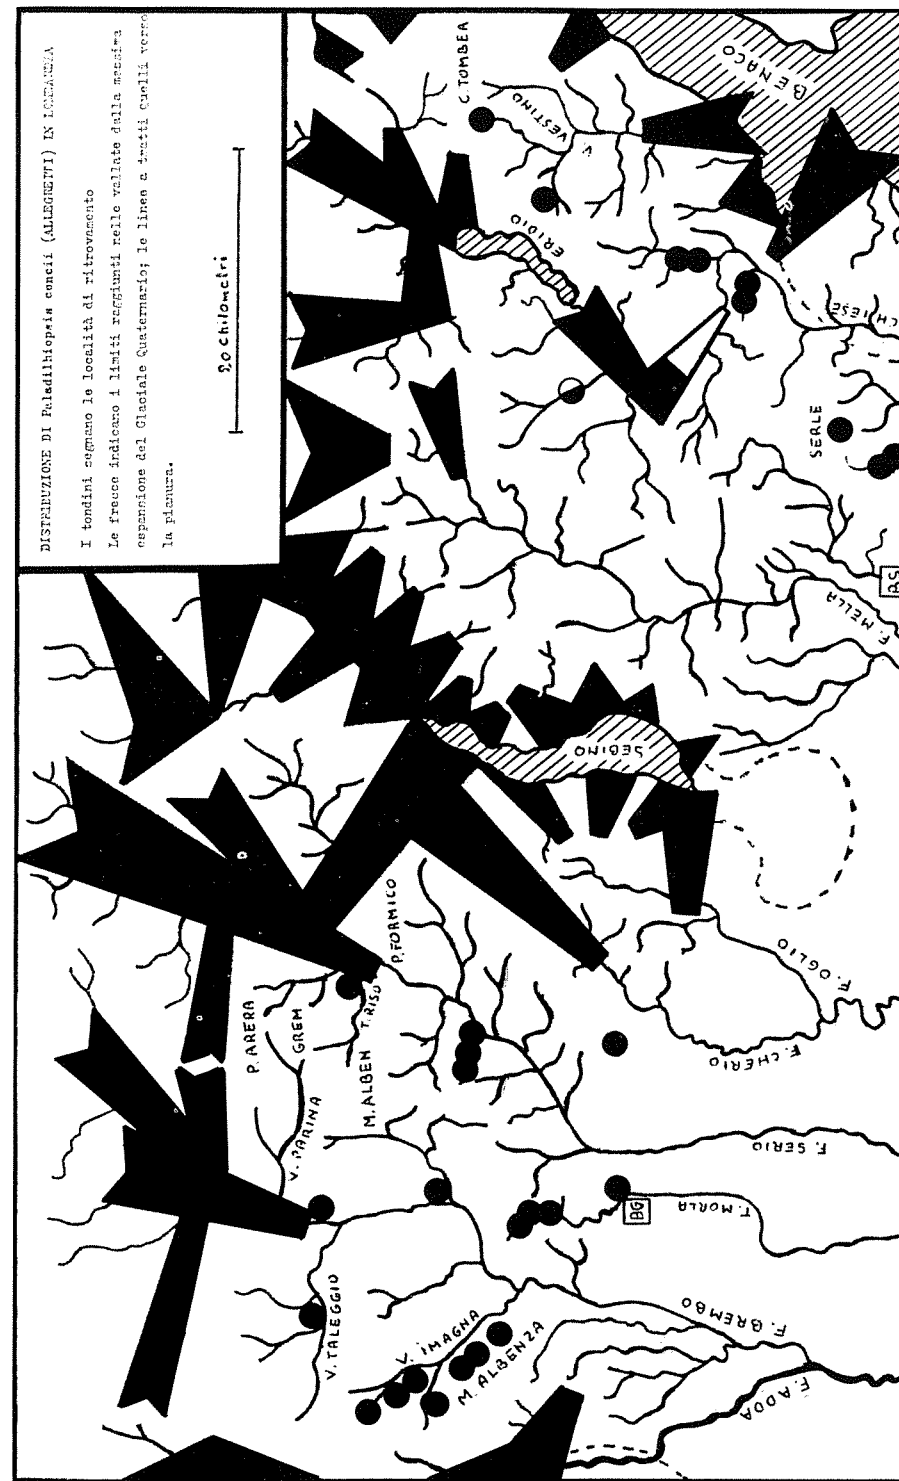 DISTRIBUZIONE DI Paladilhiopsis concii (ALLEGRETTI) IN LOMBARDIA
I tondini segnano le località di ritrovamento
Le frecce indicano i limiti raggiunti nelle vallate dalla massima
espansione del Glaciale Quaternario; le linee a tratti quelli verso
la pianura.
20 chilometri
BENACO
C. TOMBEA
V. VESTINO
ERIDIO
CHIESE
SERLE
BS
F. MELLA
SEBINO
F. OGLIO
F. CHERIO
P. FORMICO
T. RISO
M. ALBEN
GREM
P. ARERA
V. PARINA
F. SERIO
T. MORLA
BG
V. TALEGGIO
V. IMAGNA
M. ALBENZA
F. BREMBO
F. ADDA